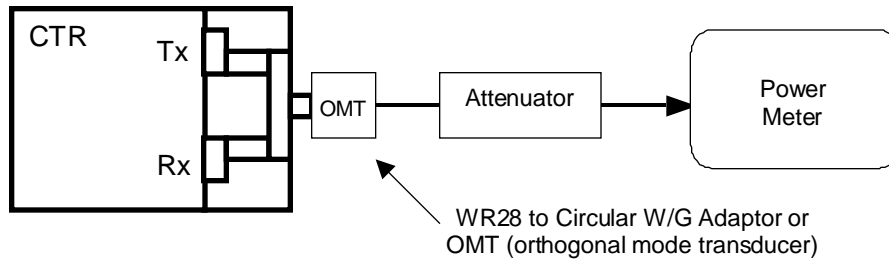 CTR
Tx
Rx
OMT
Attenuator
Power
Meter
WR28 to Circular W/G Adaptor or
OMT (orthogonal mode transducer)